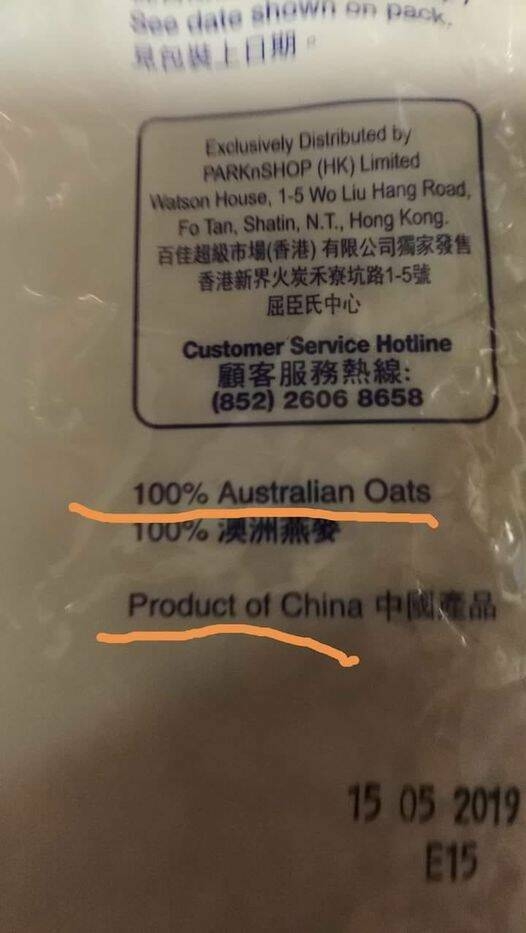 See date shown on pack.
見包裝上日期。
Exclusively Distributed by
PARKnSHOP (HK) Limited
Watson House, 1-5 Wo Liu Hang Road,
Fo Tan, Shatin, N.T., Hong Kong.
百佳超級市場(香港) 有限公司獨家發售
香港新界火炭禾寮坑路1-5號
屈臣氏中心
Customer Service Hotline
顧客服務熱線:
(852) 2606 8658
100% Australian Oats
100% 澳洲燕麥
Product of China 中國產品
15 05 2019
E15